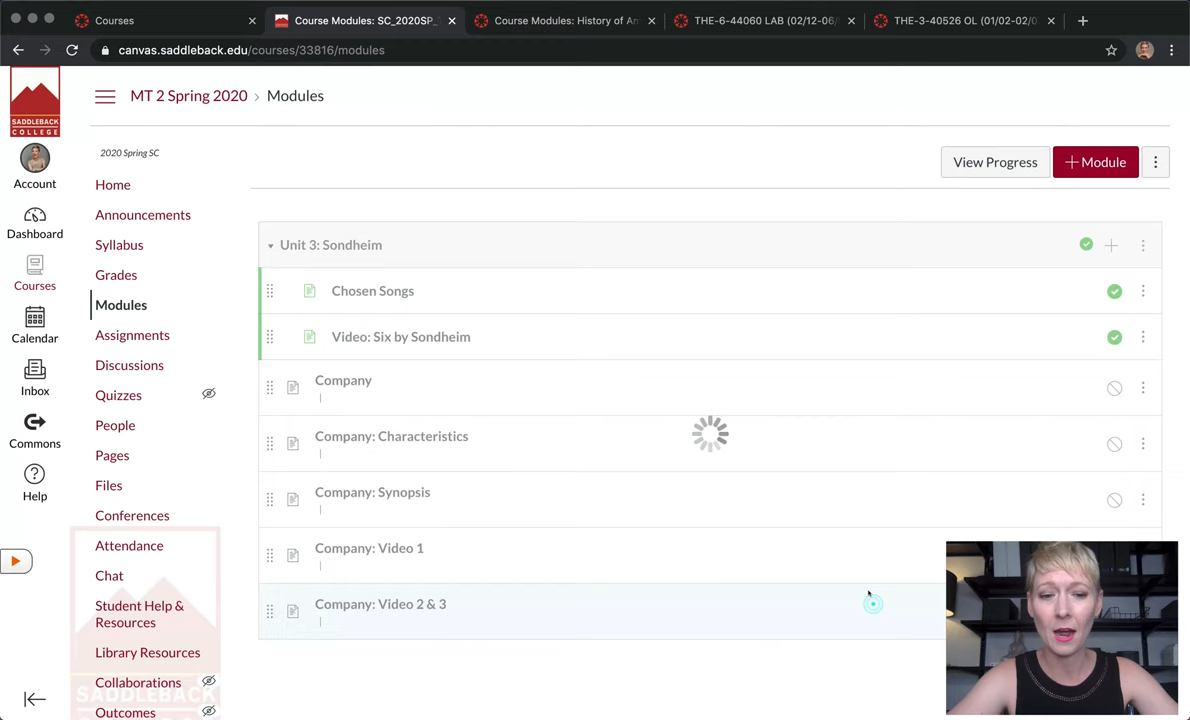 Courses
Course Modules: SC_2020SP_
Course Modules: History of Am
THE-6-44060 LAB (02/12-06/
THE-3-40526 OL (01/02-02/0
canvas.saddleback.edu/courses/33816/modules
SADDLEBACK
COLLEGE
MT 2 Spring 2020 > Modules
2020 Spring SC
View Progress
+ Module
Account
Dashboard
Courses
Calendar
Inbox
Commons
Help
Home
Announcements
Syllabus
Grades
Modules
Assignments
Discussions
Quizzes
People
Pages
Files
Conferences
Attendance
Chat
Student Help &
Resources
Library Resources
Collaborations
SADDLEBACK
Outcomes
Unit 3: Sondheim
Chosen Songs
Video: Six by Sondheim
Company
|
Company: Characteristics
|
Company: Synopsis
|
Company: Video 1
|
Company: Video 2 & 3
|